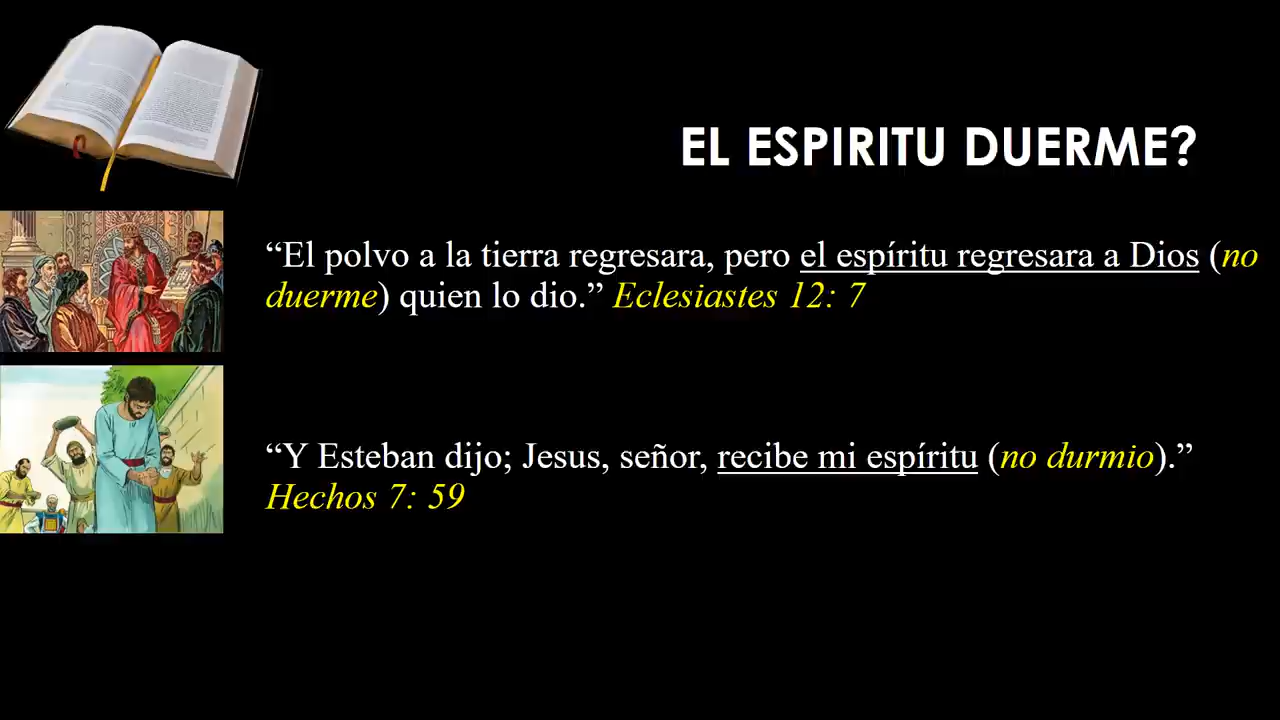 EL ESPIRITU DUERME?
“El polvo a la tierra regresara, pero el espíritu regresara a Dios (no
duerme) quien lo dio.” Eclesiastes 12: 7
“Y Esteban dijo; Jesus, señor, recibe mi espíritu (no durmio).”
Hechos 7: 59